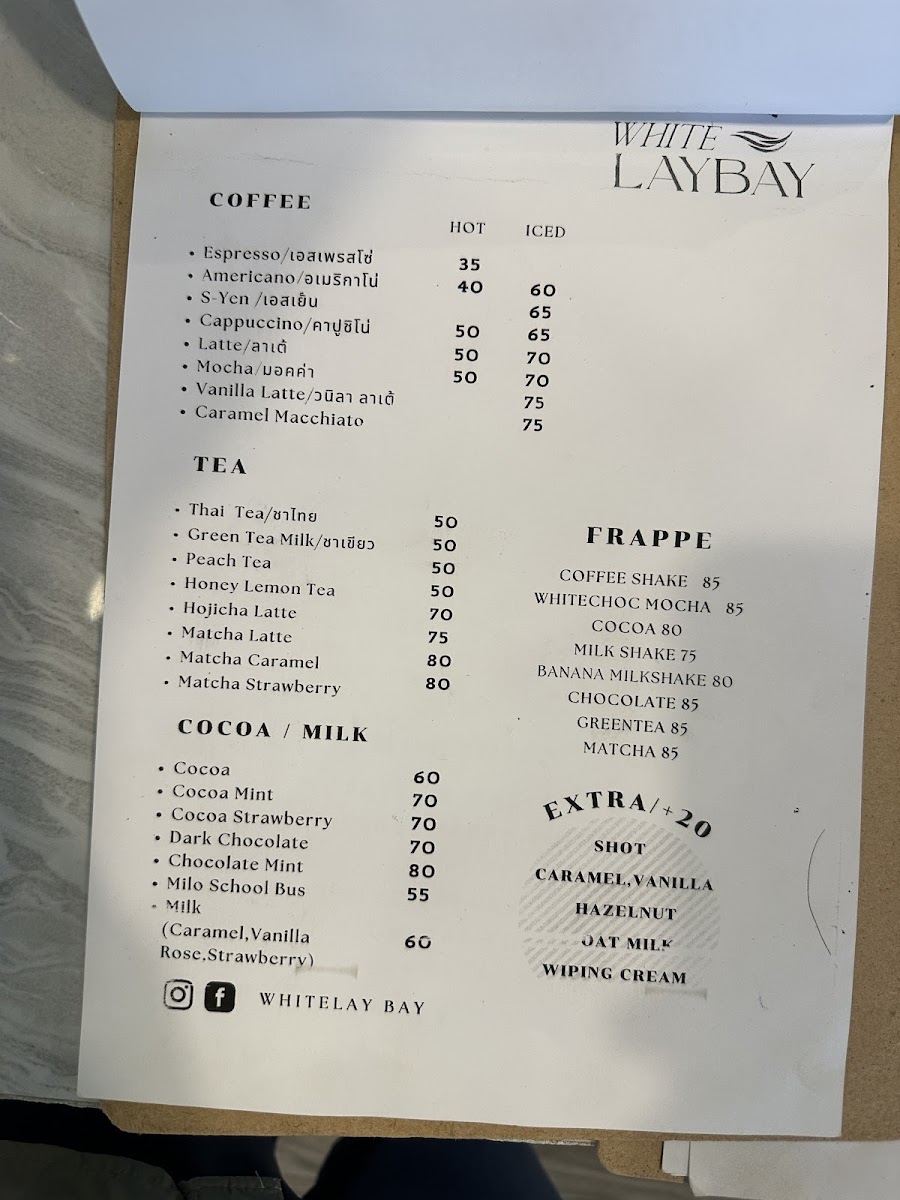 WHITE
LAYBAY
COFFEE
HOT ICED
• Espresso/เอสเพรสโซ่ 35
• Americano/อเมริกาโน่ 40 60
• S-Yen /เอสเย็น 65
• Cappuccino/คาปูชิโน่ 50 65
• Latte/ลาเต้ 50 70
• Mocha/มอคค่า 50 70
• Vanilla Latte/วนิลา ลาเต้ 75
• Caramel Macchiato 75
TEA
• Thai Tea/ชาไทย 50
• Green Tea Milk/ชาเขียว 50
• Peach Tea 50
• Honey Lemon Tea 50
• Hojicha Latte 70
• Matcha Latte 75
• Matcha Caramel 80
• Matcha Strawberry 80
COCOA / MILK
• Cocoa 60
• Cocoa Mint 70
• Cocoa Strawberry 70
• Dark Chocolate 70
• Chocolate Mint 80
• Milo School Bus 55
• Milk
(Caramel,Vanilla 60
Rose,Strawberry)
FRAPPE
COFFEE SHAKE 85
WHITECHOC MOCHA 85
COCOA 80
MILK SHAKE 75
BANANA MILKSHAKE 80
CHOCOLATE 85
GREENTEA 85
MATCHA 85
EXTRA/+20
SHOT
CARAMEL,VANILLA
HAZELNUT
OAT MILK
WIPING CREAM
WHITELAY BAY